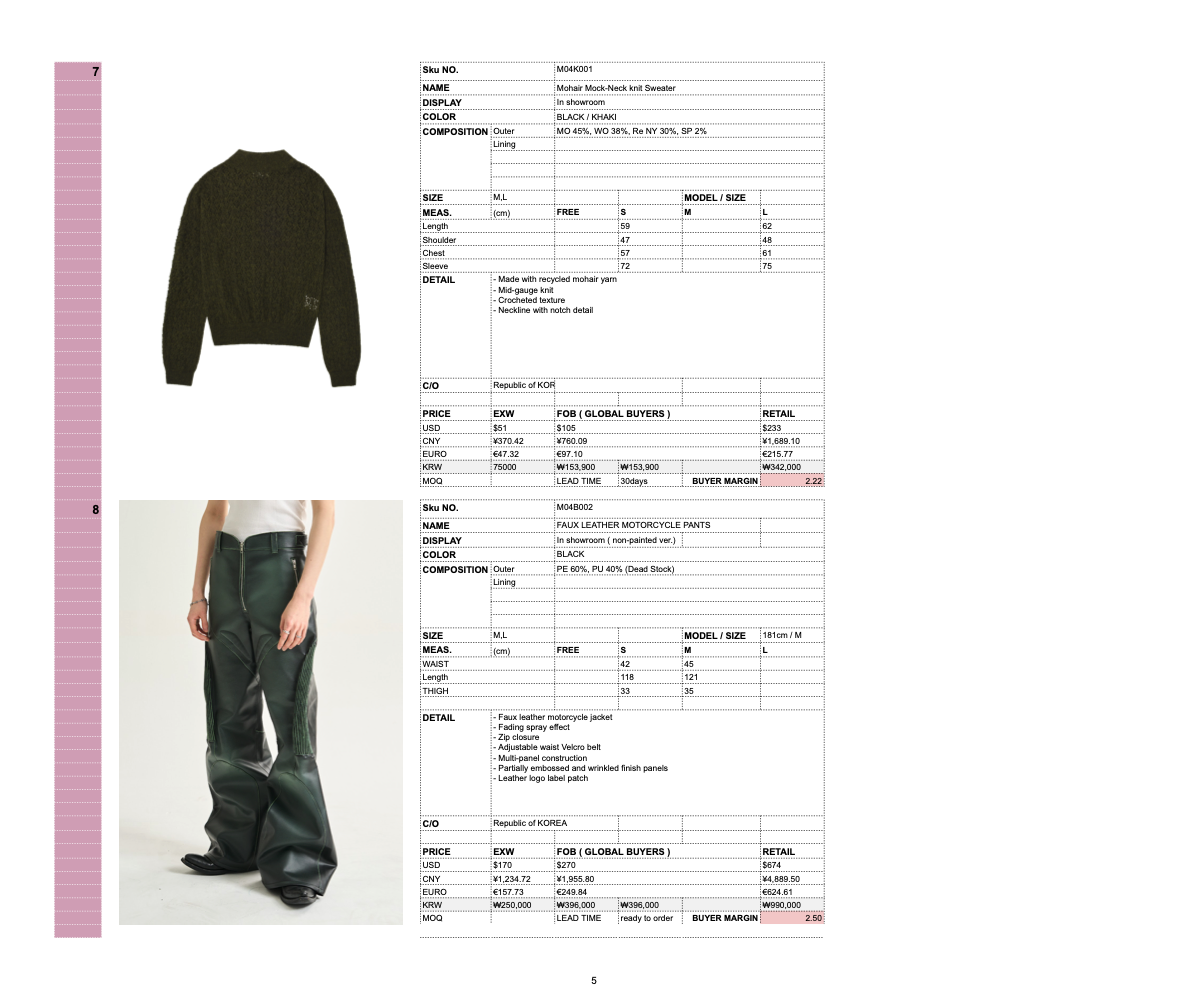 7
Sku NO. M04K001
NAME Mohair Mock-Neck knit Sweater
DISPLAY In showroom
COLOR BLACK / KHAKI
COMPOSITION Outer MO 45%, WO 38%, Re NY 30%, SP 2%
Lining
SIZE M,L MODEL / SIZE
MEAS. (cm) FREE S M L
Length 59 62
Shoulder 47 48
Chest 57 61
Sleeve 72 75
DETAIL - Made with recycled mohair yarn
- Mid-gauge knit
- Crocheted texture
- Neckline with notch detail
C/O Republic of KOR
PRICE EXW FOB ( GLOBAL BUYERS ) RETAIL
USD $51 $105 $233
CNY ¥370.42 ¥760.09 ¥1,689.10
EURO €47.32 €97.10 €215.77
KRW 75000 ₩153,900 ₩153,900 ₩342,000
MOQ LEAD TIME 30days BUYER MARGIN 2.22
8
Sku NO. M04B002
NAME FAUX LEATHER MOTORCYCLE PANTS
DISPLAY In showroom ( non-painted ver.)
COLOR BLACK
COMPOSITION Outer PE 60%, PU 40% (Dead Stock)
Lining
SIZE M,L MODEL / SIZE 181cm / M
MEAS. (cm) FREE S M L
WAIST 42 45
Length 118 121
THIGH 33 35
DETAIL - Faux leather motorcycle jacket
- Fading spray effect
- Zip closure
- Adjustable waist Velcro belt
- Multi-panel construction
- Partially embossed and wrinkled finish panels
- Leather logo label patch
C/O Republic of KOREA
PRICE EXW FOB ( GLOBAL BUYERS ) RETAIL
USD $170 $270 $674
CNY ¥1,234.72 ¥1,955.80 ¥4,889.50
EURO €157.73 €249.84 €624.61
KRW ₩250,000 ₩396,000 ₩396,000 ₩990,000
MOQ LEAD TIME ready to order BUYER MARGIN 2.50
5